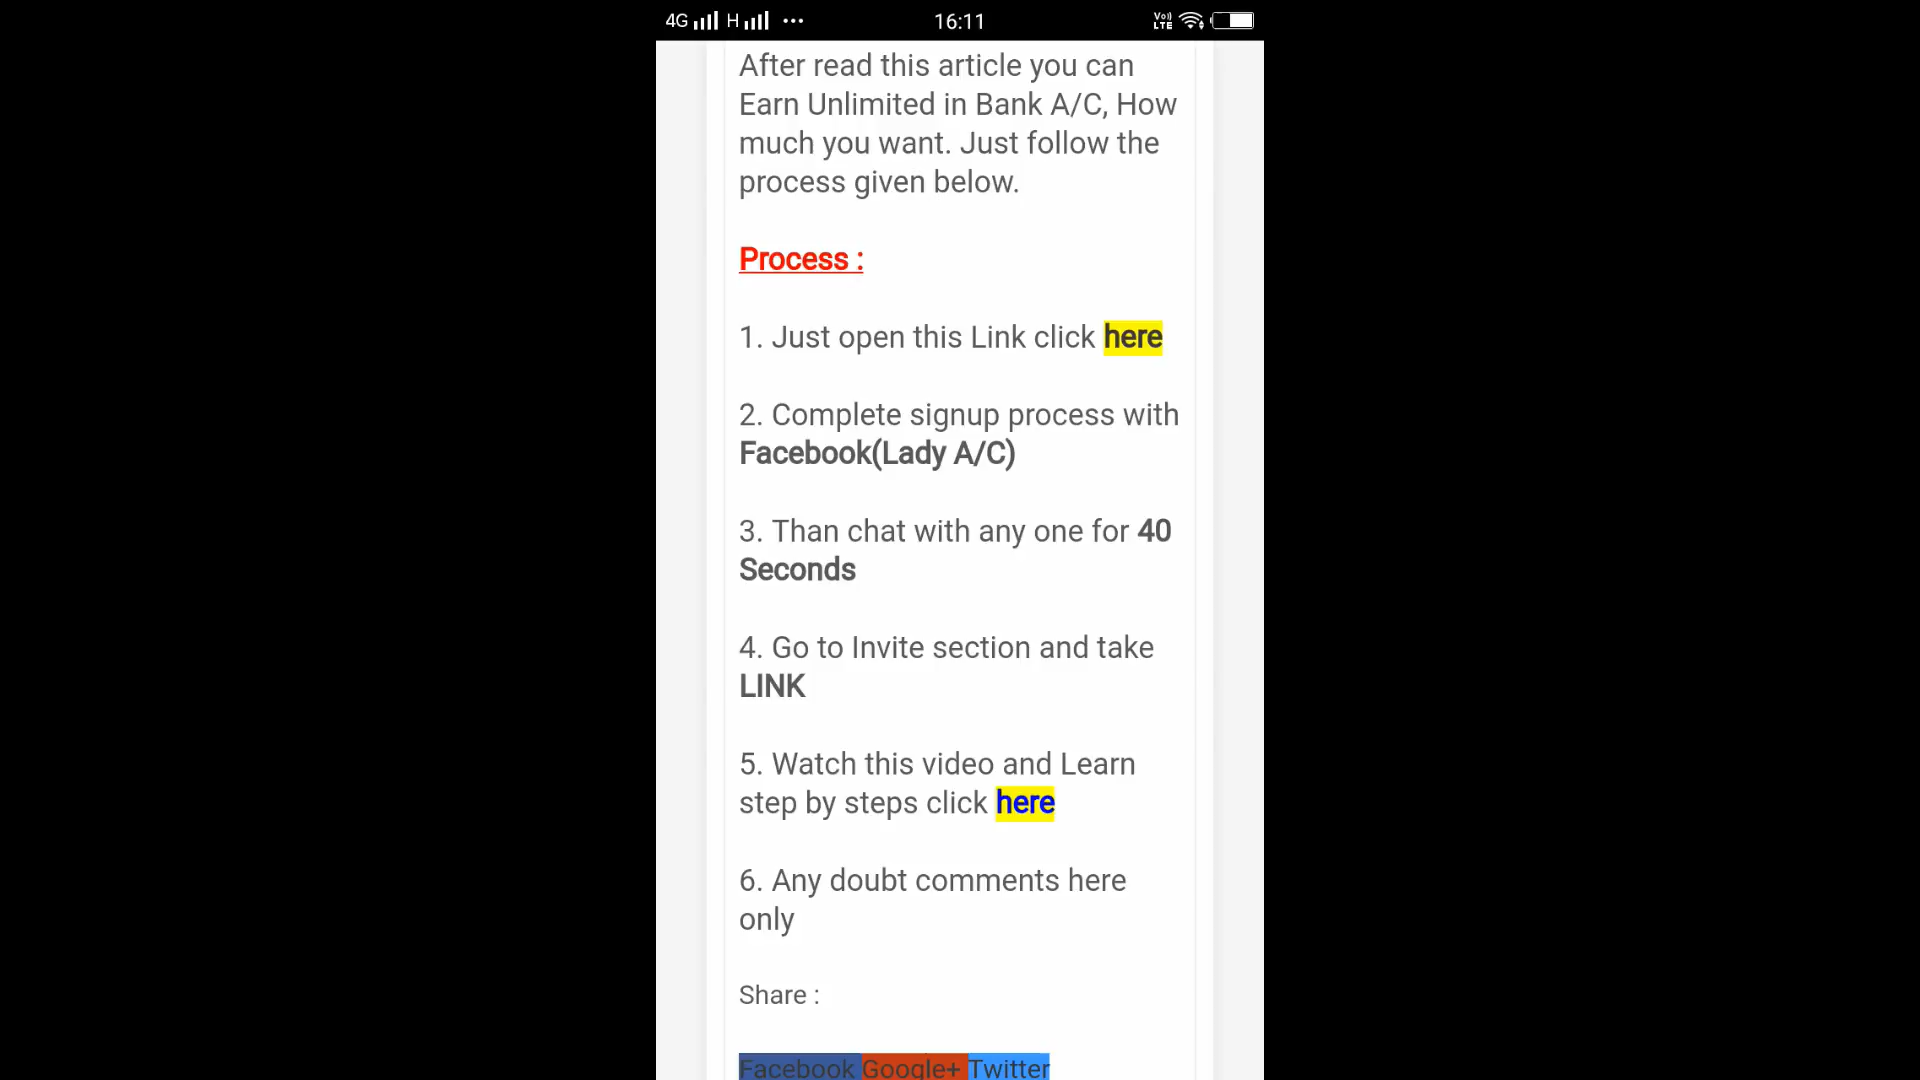 4G H ... 16:11 Vo)) LTE
After read this article you can
Earn Unlimited in Bank A/C, How
much you want. Just follow the
process given below.
Process :
1. Just open this Link click here
2. Complete signup process with
Facebook(Lady A/C)
3. Than chat with any one for 40
Seconds
4. Go to Invite section and take
LINK
5. Watch this video and Learn
step by steps click here
6. Any doubt comments here
only
Share :
Facebook Google+ Twitter